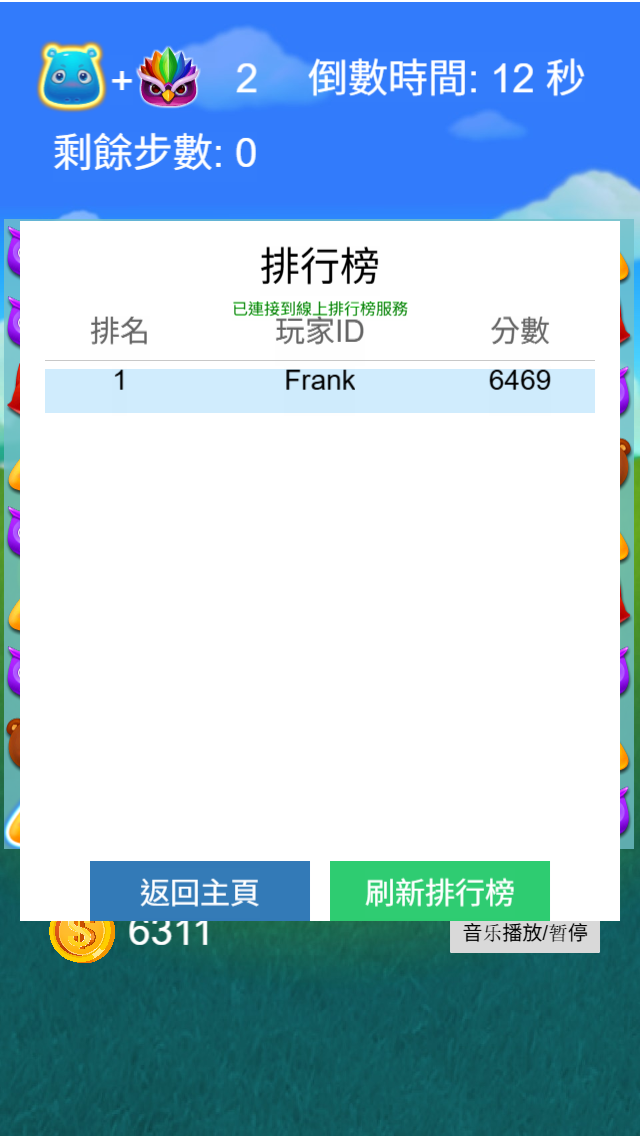 + 2 倒數時間: 12 秒
剩餘步數: 0
排行榜
已連接到線上排行榜服務
排名 玩家ID 分數
1 Frank 6469
返回主頁 刷新排行榜
6311 音乐播放/暂停